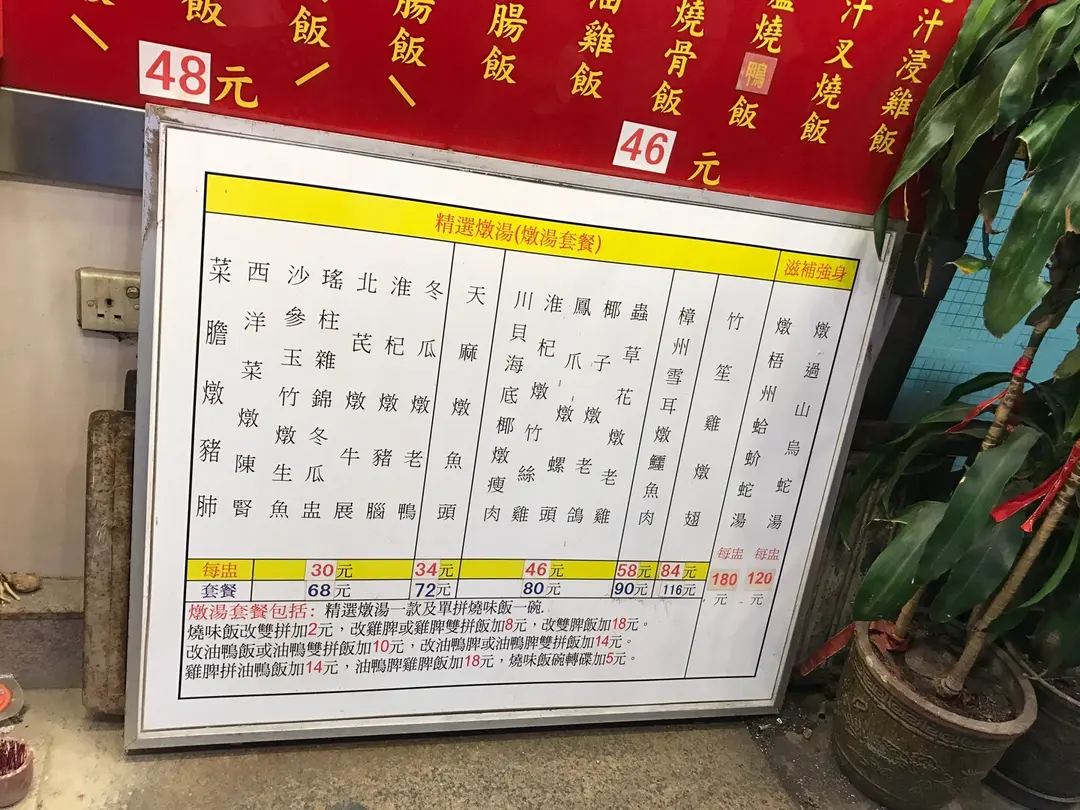 飯
飯
腸飯
腸飯
油雞飯
燒骨飯
燒鴨飯
汁叉燒飯
汁浸雞飯
48元
46元
精選燉湯(燉湯套餐)
滋補強身
菜膽燉豬肺
西洋菜燉陳腎
沙參玉竹燉生魚
瑤柱雜錦冬瓜盅
北芪燉牛展
淮杞燉豬腦
冬瓜燉老鴨
天麻燉魚頭
川貝海底椰燉瘦肉
淮杞燉竹絲雞
鳳爪燉螺頭
椰子燉老鴿
蟲草花燉老雞
樟州雪耳燉鱷魚肉
竹笙雞燉翅
燉梧州蛤蚧蛇湯
燉過山烏蛇湯
每盅 30元 34元 46元 58元 84元
套餐 68元 72元 80元 90元 116元
每盅 每盅
180 120
元 元
燉湯套餐包括：精選燉湯一款及單拼燒味飯一碗.
燒味飯改雙拼加2元，改雞脾或雞脾雙拼飯加8元，改雙脾飯加18元。
改油鴨飯或油鴨雙拼飯加10元，改油鴨脾或油鴨脾雙拼飯加14元。
雞脾拼油鴨飯加14元，油鴨脾雞脾飯加18元，燒味飯碗轉碟加5元。